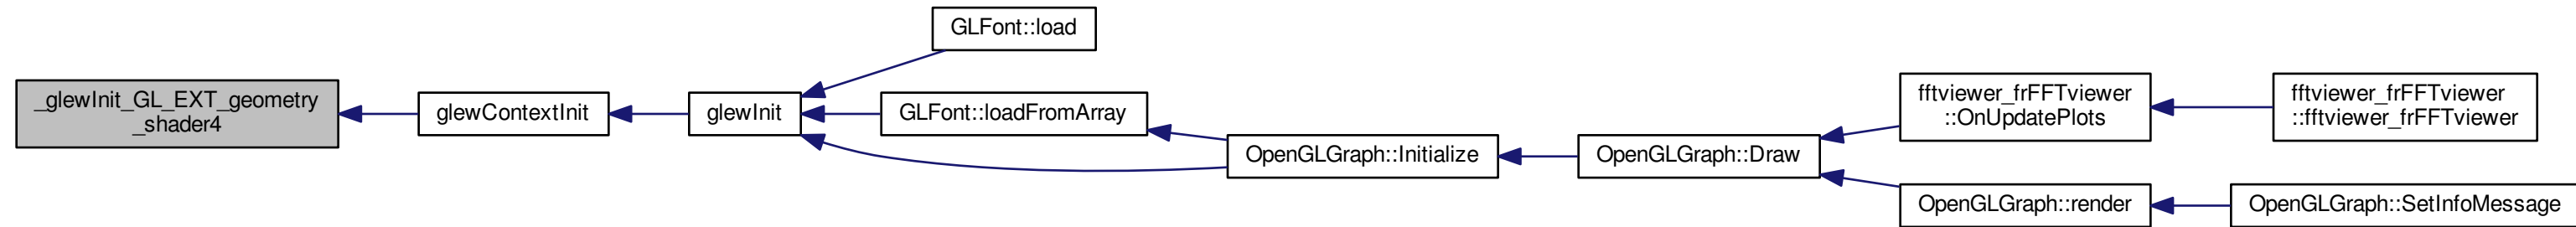 _glewInit_GL_EXT_geometry
_shader4
glewContextInit
glewInit
GLFont::load
GLFont::loadFromArray
OpenGLGraph::Initialize
OpenGLGraph::Draw
fftviewer_frFFTviewer
::OnUpdatePlots
fftviewer_frFFTviewer
::fftviewer_frFFTviewer
OpenGLGraph::render
OpenGLGraph::SetInfoMessage